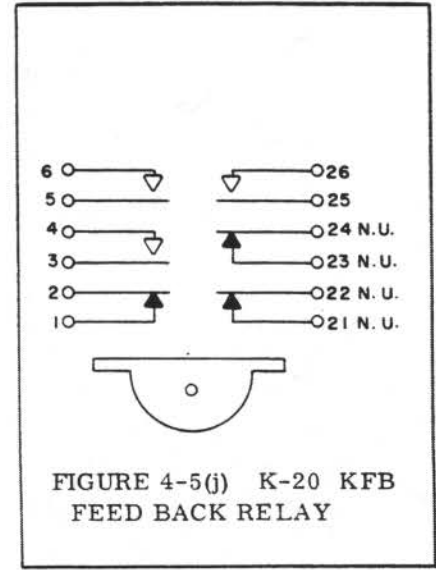 6 26
5 25
4 24 N.U.
3 23 N.U.
2 22 N.U.
1 21 N.U.
FIGURE 4-5(j) K-20 KFB
FEED BACK RELAY